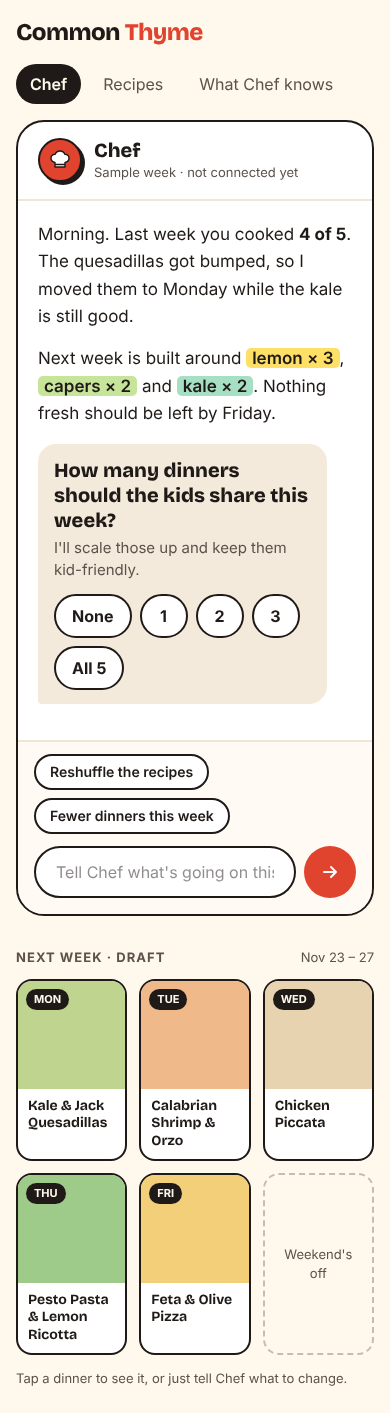 Common Thyme
Chef Recipes What Chef knows
Chef
Sample week · not connected yet
Morning. Last week you cooked 4 of 5.
The quesadillas got bumped, so I
moved them to Monday while the kale
is still good.
Next week is built around lemon × 3,
capers × 2 and kale × 2. Nothing
fresh should be left by Friday.
How many dinners
should the kids share this
week?
I'll scale those up and keep them
kid-friendly.
None 1 2 3
All 5
Reshuffle the recipes
Fewer dinners this week
Tell Chef what's going on this
NEXT WEEK · DRAFT Nov 23 – 27
MON
Kale & Jack
Quesadillas
TUE
Calabrian
Shrimp &
Orzo
WED
Chicken
Piccata
THU
Pesto Pasta
& Lemon
Ricotta
FRI
Feta & Olive
Pizza
Weekend's
off
Tap a dinner to see it, or just tell Chef what to change.